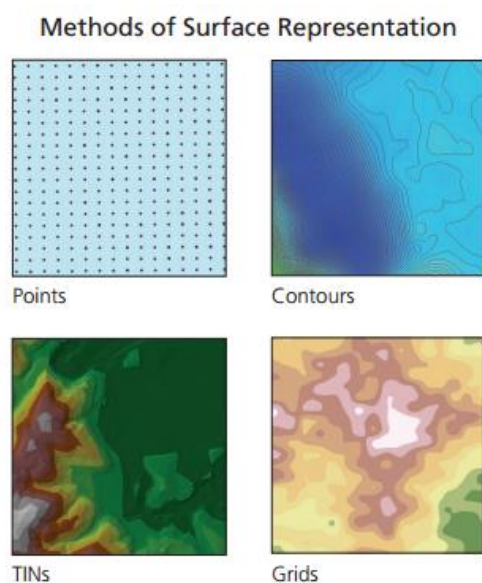 Methods of Surface Representation
Points
Contours
TINs
Grids